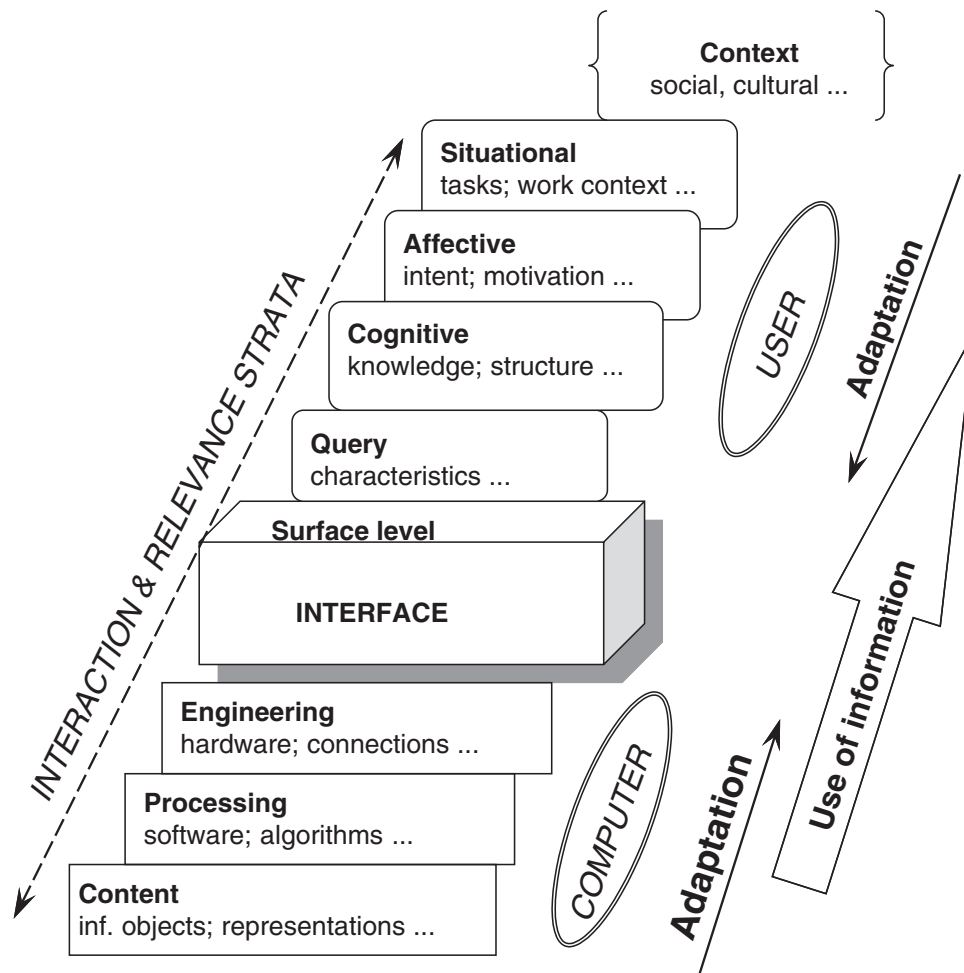 Context
social, cultural ...
Situational
tasks; work context ...
Affective
intent; motivation ...
Cognitive
knowledge; structure ...
Query
characteristics ...
Surface level
INTERFACE
Engineering
hardware; connections ...
Processing
software; algorithms ...
Content
inf. objects; representations ...
INTERACTION & RELEVANCE STRATA
USER
COMPUTER
Adaptation
Adaptation
Use of information